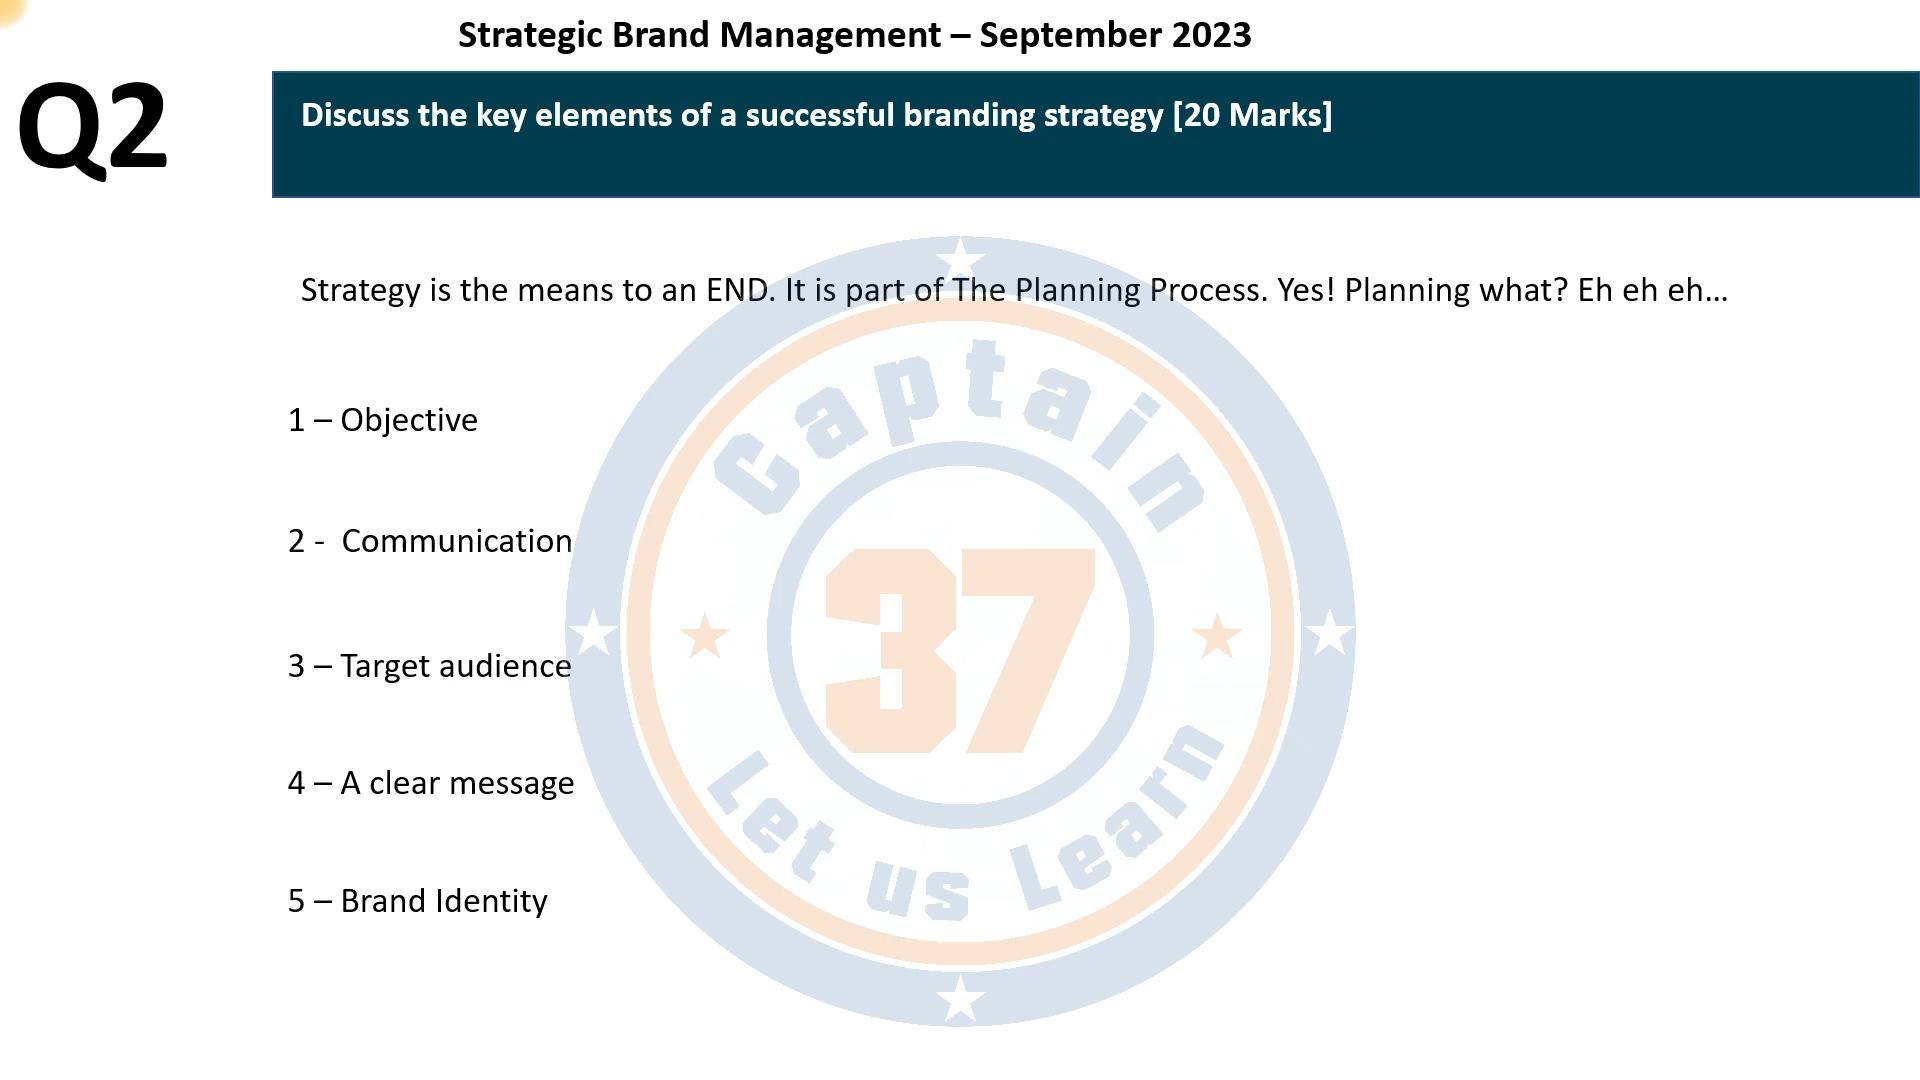 Strategic Brand Management – September 2023
Q2
Discuss the key elements of a successful branding strategy [20 Marks]
Strategy is the means to an END. It is part of The Planning Process. Yes! Planning what? Eh eh eh...
1 – Objective
2 -  Communication
3 – Target audience
4 – A clear message
5 – Brand Identity
Captain
37
Let us Learn